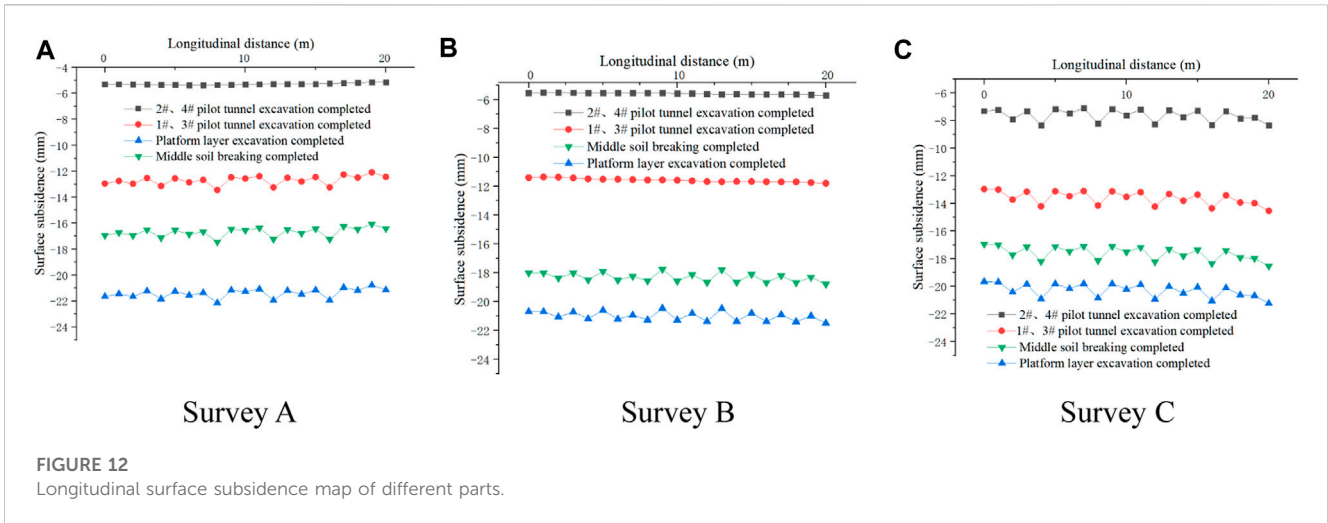 A
Longitudinal distance (m)
0 10 20
-4
-6
-8
-10
-12
-14
-16
-18
-20
-22
-24
Surface subsidence (mm)
2#、4# pilot tunnel excavation completed
1#、3# pilot tunnel excavation completed
Platform layer excavation completed
Middle soil breaking completed
Survey A
B
Longitudinal distance (m)
0 10 20
-6
-8
-10
-12
-14
-16
-18
-20
-22
-24
Surface subsidence (mm)
2#、4# pilot tunnel excavation completed
1#、3# pilot tunnel excavation completed
Middle soil breaking completed
Platform layer excavation completed
Survey B
C
Longitudinal distance (m)
0 10 20
-6
-8
-10
-12
-14
-16
-18
-20
-22
-24
Surface subsidence (mm)
2#、4# pilot tunnel excavation completed
1#、3# pilot tunnel excavation completed
Middle soil breaking completed
Platform layer excavation completed
Survey C
FIGURE 12
Longitudinal surface subsidence map of different parts.